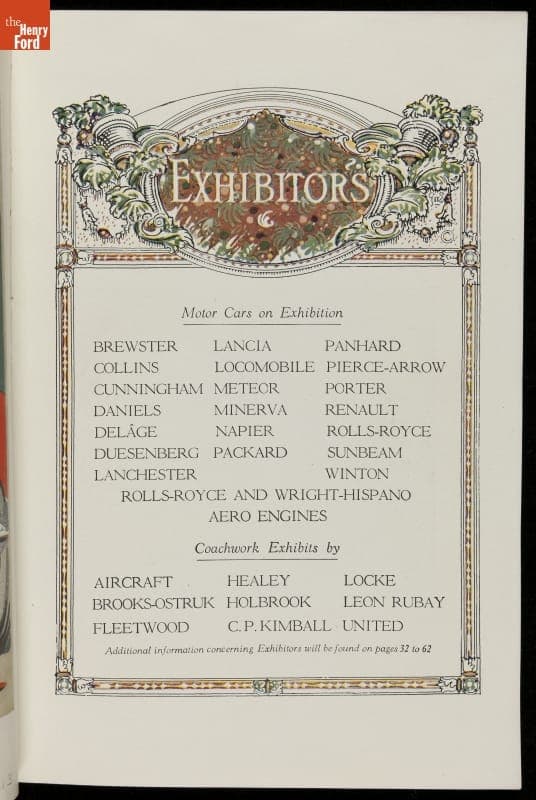 the
Henry
Ford
EXHIBITORS
Motor Cars on Exhibition
BREWSTER LANCIA PANHARD
COLLINS LOCOMOBILE PIERCE-ARROW
CUNNINGHAM METEOR PORTER
DANIELS MINERVA RENAULT
DELÂGE NAPIER ROLLS-ROYCE
DUESENBERG PACKARD SUNBEAM
LANCHESTER WINTON
ROLLS-ROYCE AND WRIGHT-HISPANO
AERO ENGINES
Coachwork Exhibits by
AIRCRAFT HEALEY LOCKE
BROOKS-OSTRUK HOLBROOK LEON RUBAY
FLEETWOOD C. P. KIMBALL UNITED
Additional information concerning Exhibitors will be found on pages 32 to 62